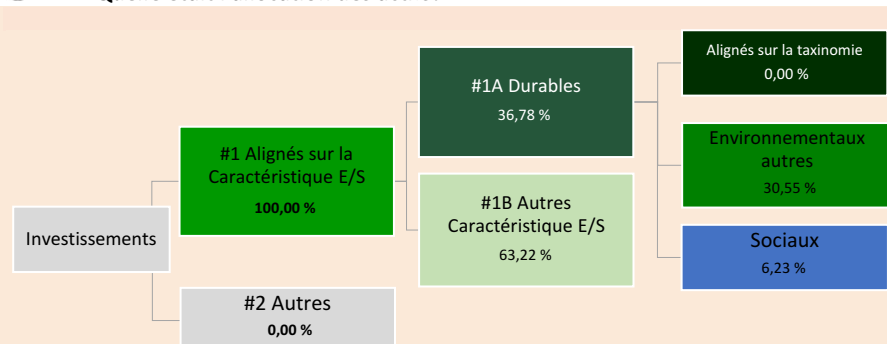 Investissements
#1 Alignés sur la
Caractéristique E/S
100,00 %
#2 Autres
0,00 %
#1A Durables
36,78 %
#1B Autres
Caractéristique E/S
63,22 %
Alignés sur la taxinomie
0,00 %
Environnementaux
autres
30,55 %
Sociaux
6,23 %